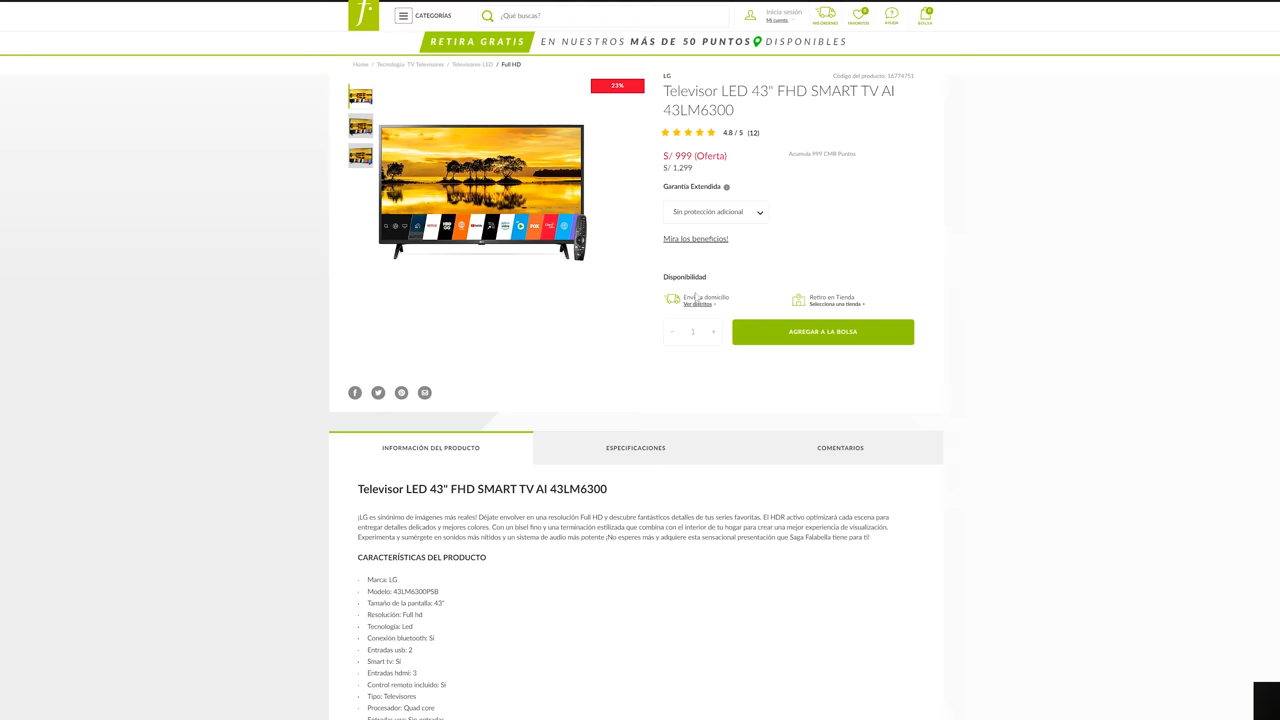 CATEGORÍAS
¿Qué buscas?
Inicia sesión
Mi cuenta
MIS ÓRDENES
0
FAVORITOS
AYUDA
0
BOLSA
RETIRA GRATIS EN NUESTROS MÁS DE 50 PUNTOS DISPONIBLES
Home / Tecnología-TV Televisores / Televisores-LED / Full HD
23%
LG
Código del producto: 16774751
Televisor LED 43" FHD SMART TV AI
43LM6300
4.8 / 5 (12)
S/ 999 (Oferta)
Acumula 999 CMR Puntos
S/ 1,299
Garantía Extendida
Sin protección adicional
Mira los beneficios!
Disponibilidad
Envío a domicilio
Ver distritos >
Retiro en Tienda
Selecciona una tienda +
− 1 +
AGREGAR A LA BOLSA
INFORMACIÓN DEL PRODUCTO
ESPECIFICACIONES
COMENTARIOS
Televisor LED 43" FHD SMART TV AI 43LM6300
¡LG es sinónimo de imágenes más reales! Déjate envolver en una resolución Full HD y descubre fantásticos detalles de tus series favoritas. El HDR activo optimizará cada escena para
entregar detalles delicados y mejores colores. Con un bisel fino y una terminación estilizada que combina con el interior de tu hogar para crear una mejor experiencia de visualización.
Experimenta y sumérgete en sonidos más nítidos y un sistema de audio más potente ¡No esperes más y adquiere esta sensacional presentación que Saga Falabella tiene para ti!
CARACTERÍSTICAS DEL PRODUCTO
· Marca: LG
· Modelo: 43LM6300PSB
· Tamaño de la pantalla: 43"
· Resolución: Full hd
· Tecnología: Led
· Conexión bluetooth: Sí
· Entradas usb: 2
· Smart tv: Sí
· Entradas hdmi: 3
· Control remoto incluido: Sí
· Tipo: Televisores
· Procesador: Quad core